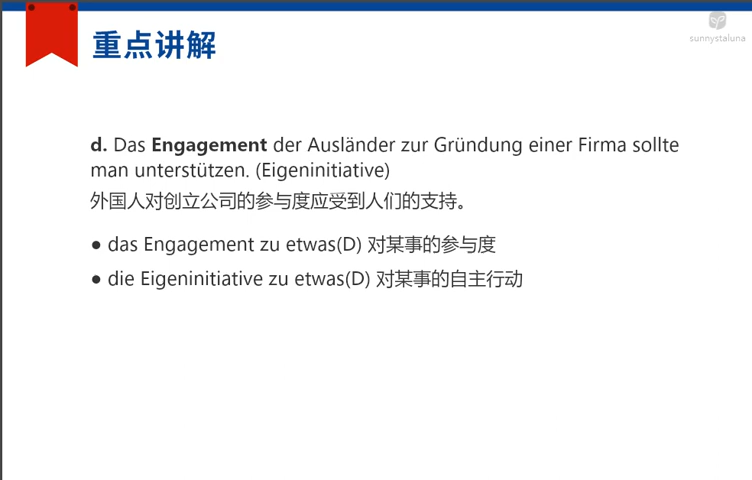 sunnystaluna
重点讲解
d. Das Engagement der Ausländer zur Gründung einer Firma sollte
man unterstützen. (Eigeninitiative)
外国人对创立公司的参与度应受到人们的支持。
● das Engagement zu etwas(D) 对某事的参与度
● die Eigeninitiative zu etwas(D) 对某事的自主行动